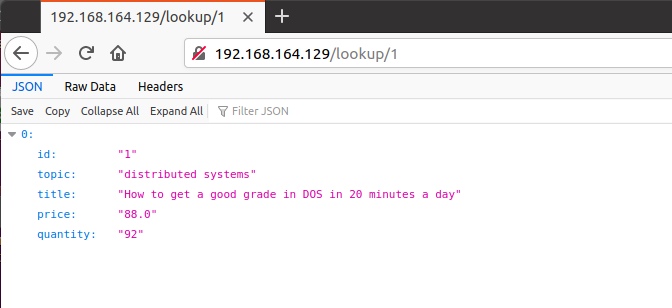 192.168.164.129/lookup/1
192.168.164.129/lookup/1
JSON Raw Data Headers
Save Copy Collapse All Expand All Filter JSON
0:
id: "1"
topic: "distributed systems"
title: "How to get a good grade in DOS in 20 minutes a day"
price: "88.0"
quantity: "92"